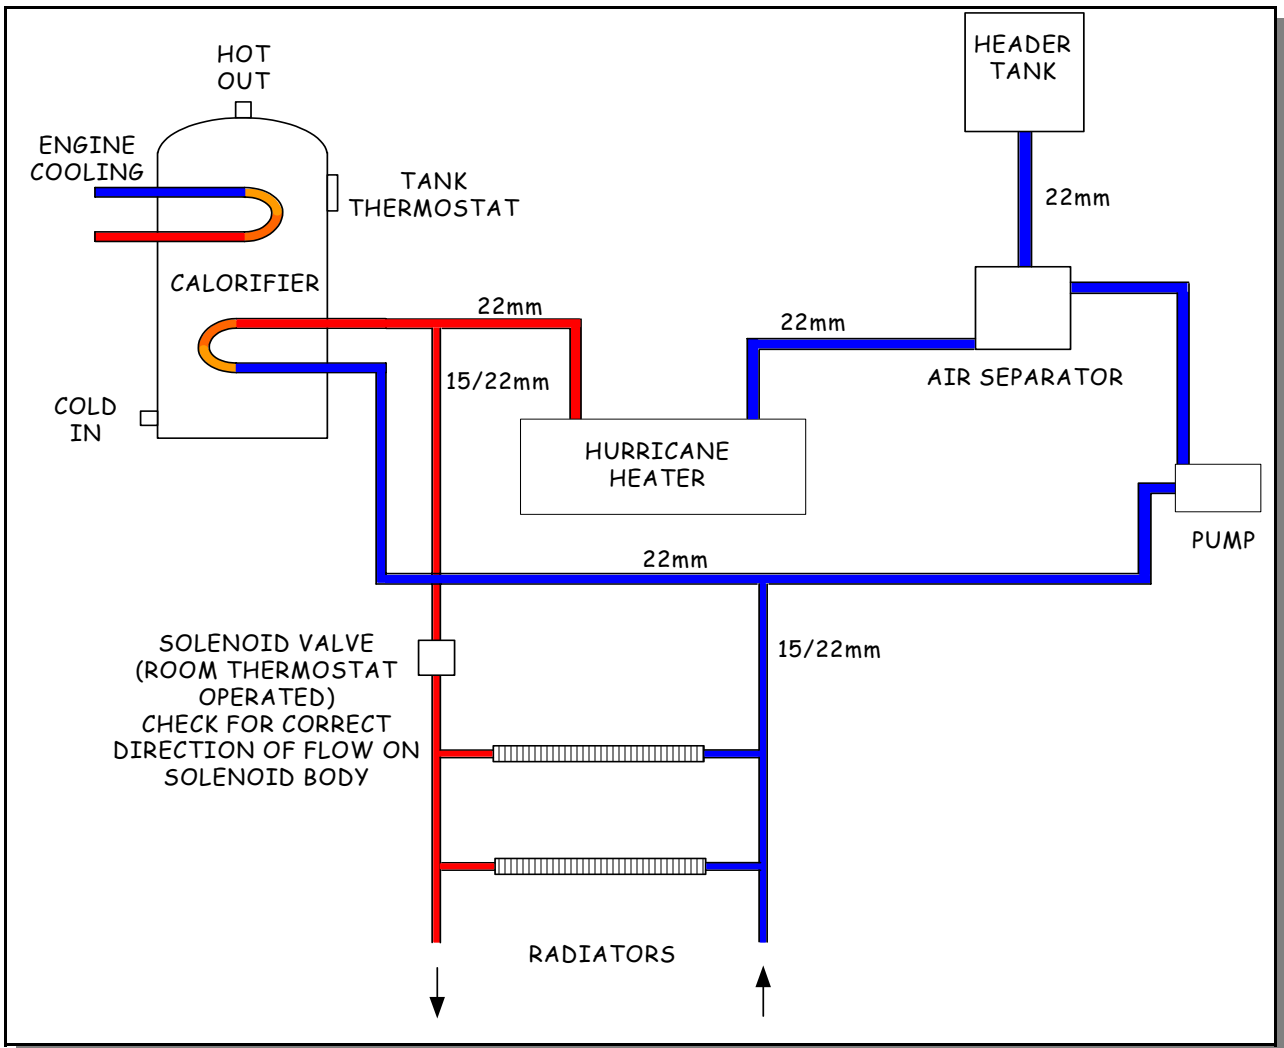 HOT
OUT
HEADER
TANK
ENGINE
COOLING
TANK
THERMOSTAT
22mm
CALORIFIER
22mm
22mm
15/22mm
AIR SEPARATOR
COLD
IN
HURRICANE
HEATER
PUMP
22mm
SOLENOID VALVE
(ROOM THERMOSTAT
OPERATED)
CHECK FOR CORRECT
DIRECTION OF FLOW ON
SOLENOID BODY
15/22mm
RADIATORS